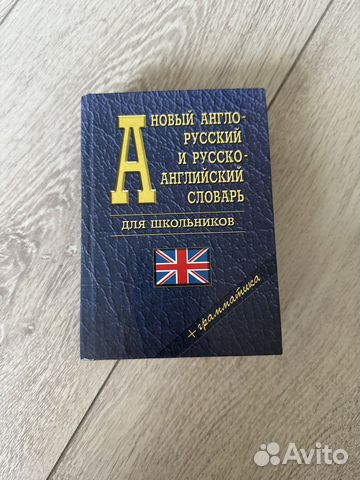 А
НОВЫЙ АНГЛО-
РУССКИЙ
И РУССКО-
АНГЛИЙСКИЙ
СЛОВАРЬ
ДЛЯ ШКОЛЬНИКОВ
+ грамматика
Avito